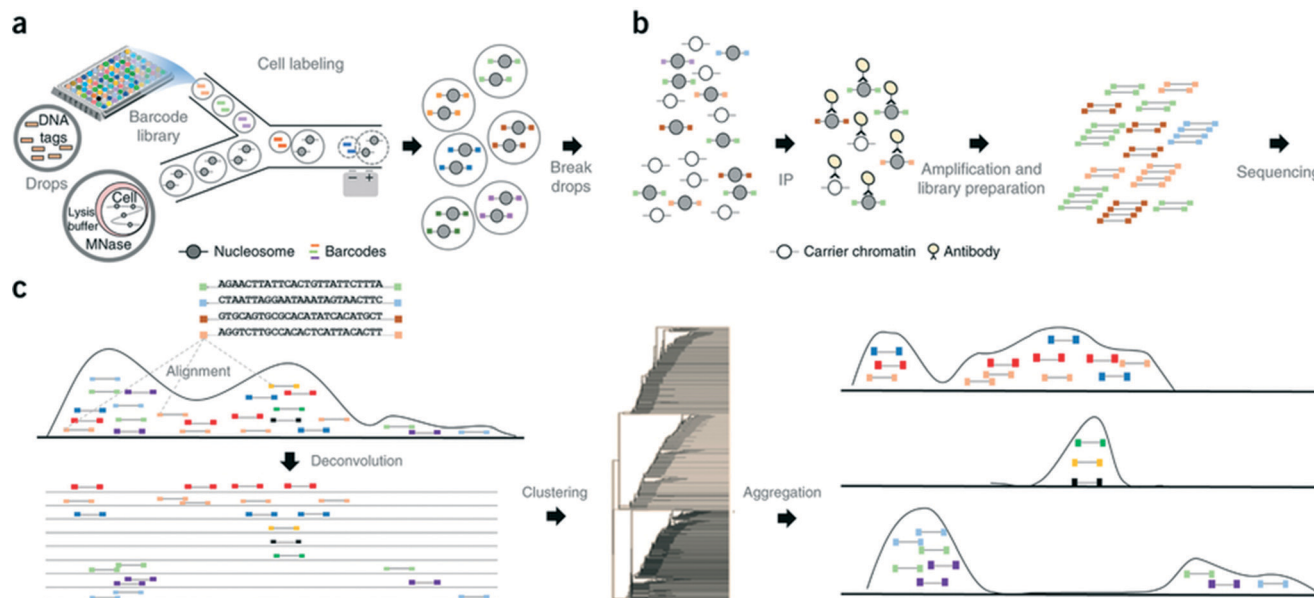 a
Cell labeling
Barcode
library
DNA
tags
Drops
Cell
Lysis
buffer
MNase
− +
Break
drops
Nucleosome
Barcodes
b
IP
Amplification and
library preparation
Sequencing
Carrier chromatin
Antibody
c
AGAACTTATTCACTGTTATTCTTTA
CTAATTAGGAATAAATAGTAACTTC
GTGCAGTGCGCACATATCACATGCT
AGGTCTTGCCACACTCATTACACTT
Alignment
Deconvolution
Clustering
Aggregation